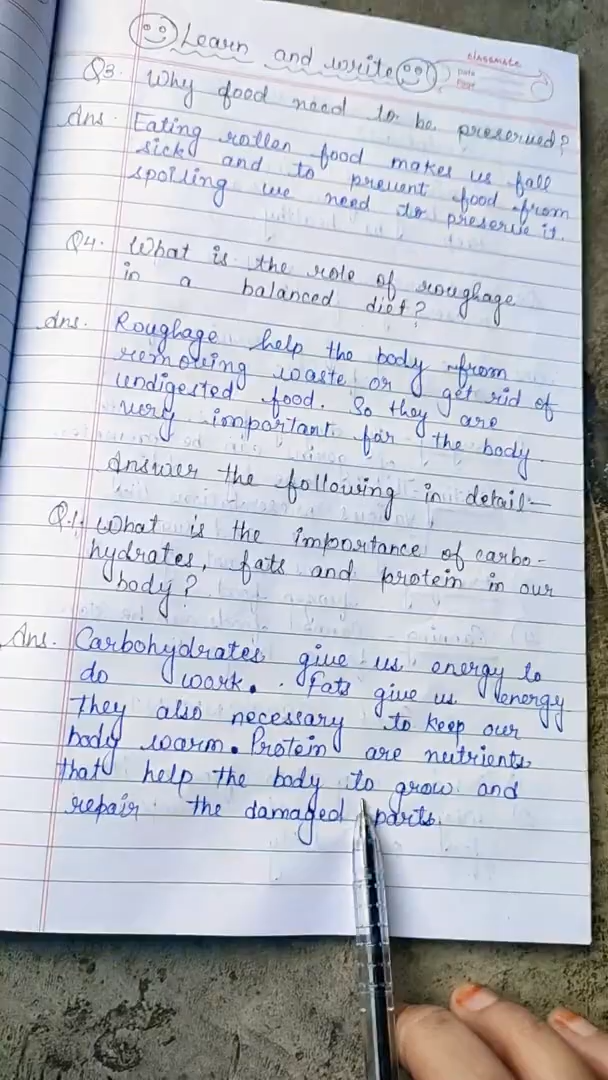 Learn and write
classmate
Date
Page
Q3. Why food need to be preserved?
Ans. Eating rotten food makes us fall
sick and to prevent food from
spoiling we need to preserve it.
Q4. What is the role of roughage
in a balanced diet?
Ans. Roughage help the body from
removing waste or get rid of
undigested food. So they are
very important for the body.
Answer the following in detail-
Q.1. What is the importance of carbo-
hydrates, fats and protein in our
body?
Ans. Carbohydrates give us energy to
do work. Fats give us energy
they also necessary to keep our
body warm. Protein are nutrients
that help the body to grow and
repair the damaged parts.